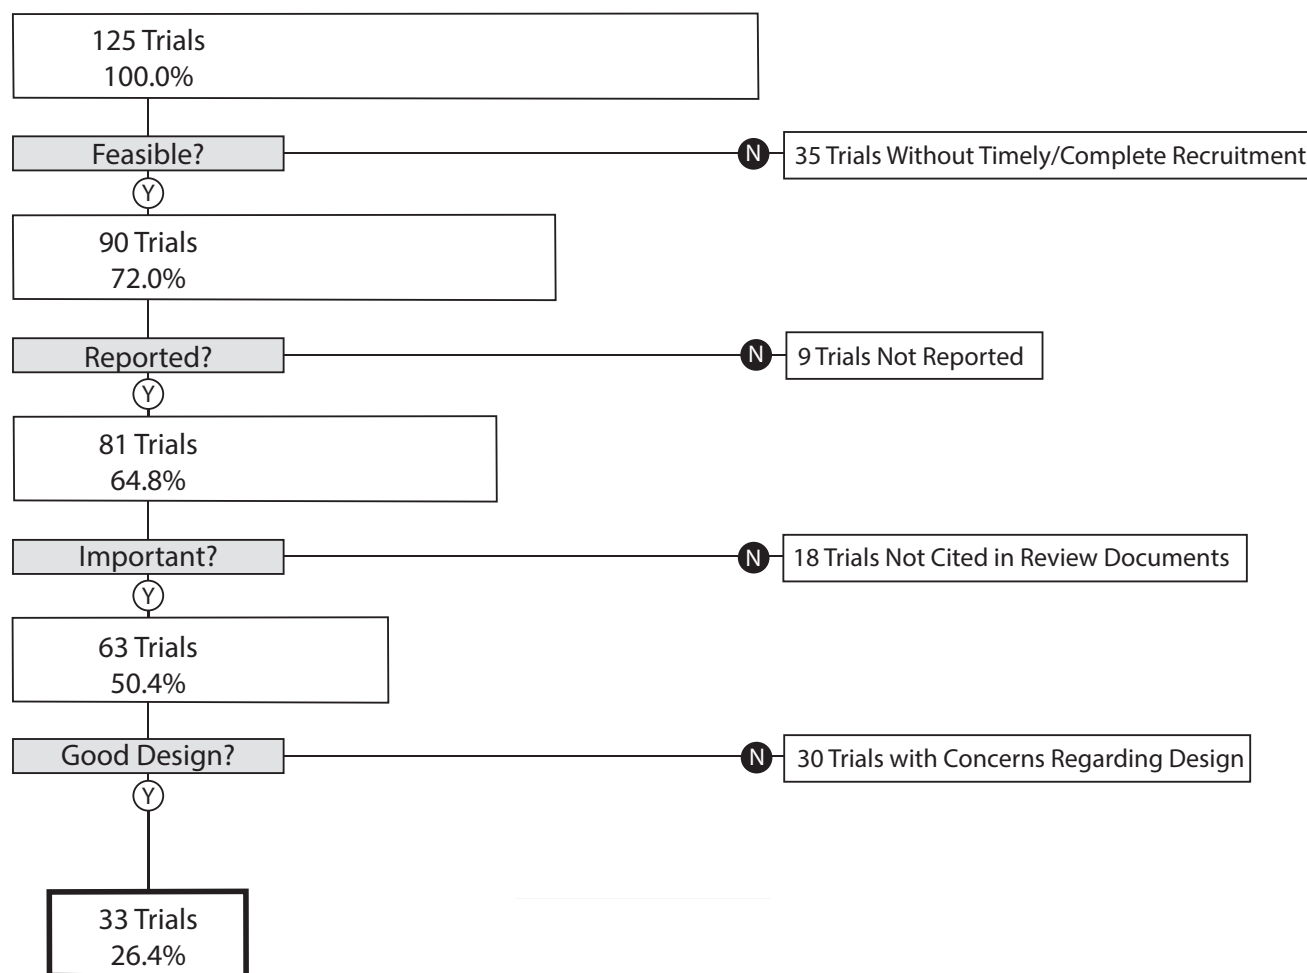 125 Trials
100.0%
Feasible?
N
35 Trials Without Timely/Complete Recruitment
Y
90 Trials
72.0%
Reported?
N
9 Trials Not Reported
Y
81 Trials
64.8%
Important?
N
18 Trials Not Cited in Review Documents
Y
63 Trials
50.4%
Good Design?
N
30 Trials with Concerns Regarding Design
Y
33 Trials
26.4%